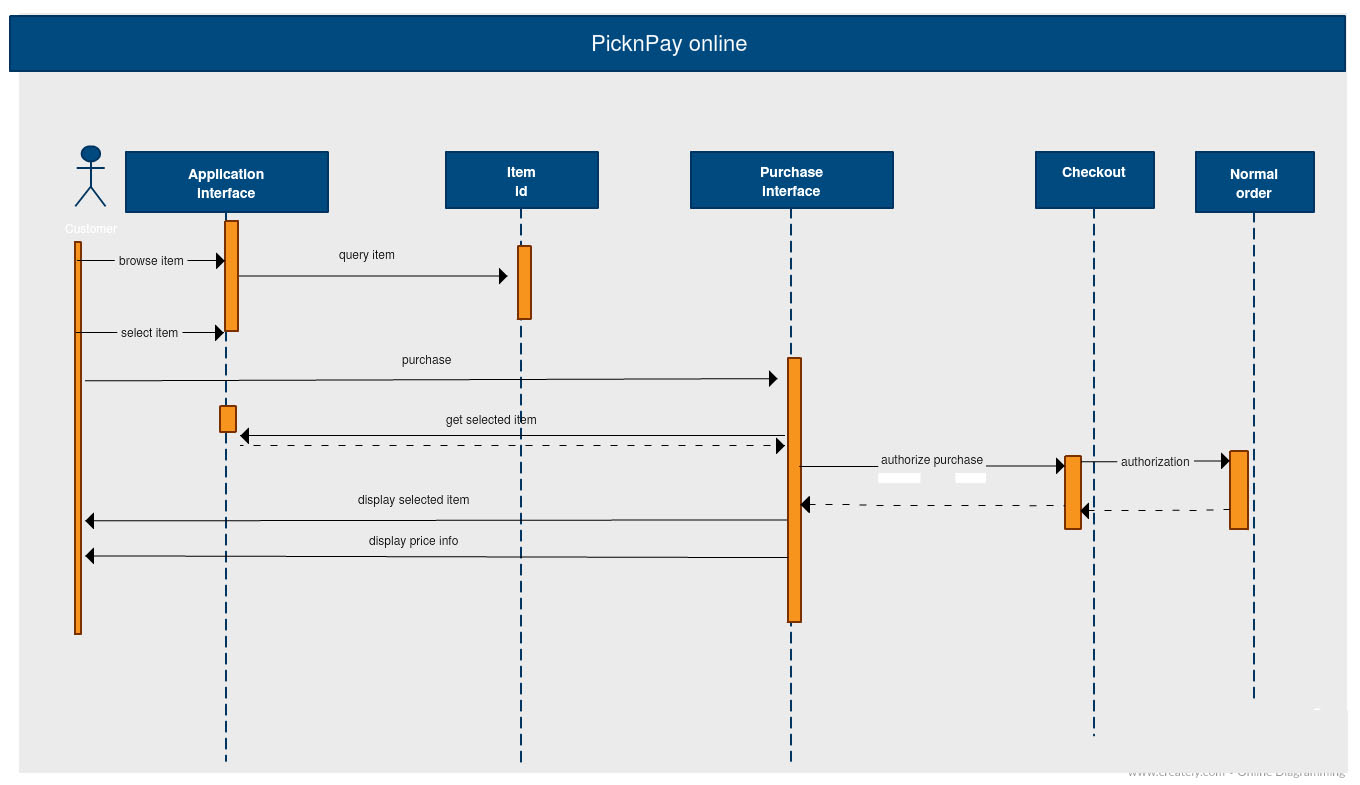 PicknPay online
Application
interface
Item
id
Purchase
interface
Checkout
Normal
order
Customer
browse item
query item
select item
purchase
get selected item
authorize purchase
authorization
display selected item
display price info
www.creately.com • Online Diagramming